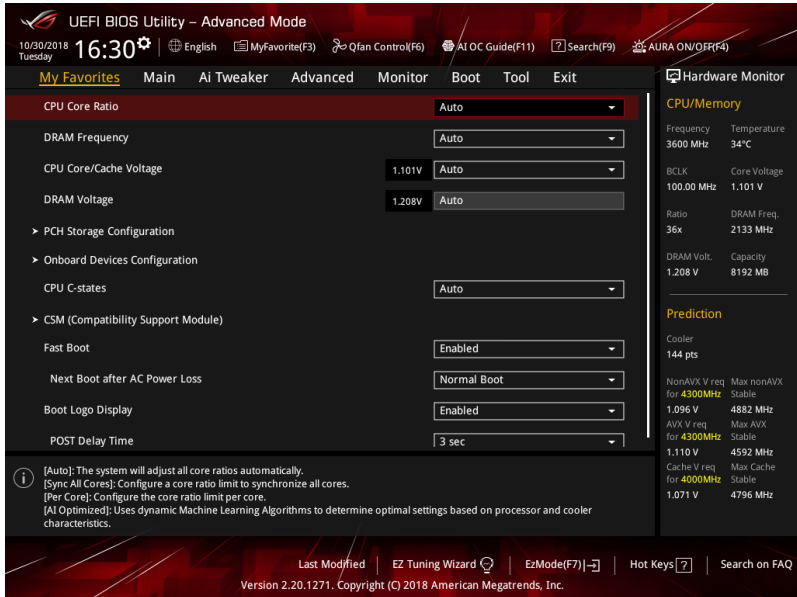 UEFI BIOS Utility – Advanced Mode
10/30/2018 Tuesday 16:30 English MyFavorite(F3) Qfan Control(F6) AI OC Guide(F11) Search(F9) AURA ON/OFF(F4)
My Favorites Main Ai Tweaker Advanced Monitor Boot Tool Exit
CPU Core Ratio Auto
DRAM Frequency Auto
CPU Core/Cache Voltage 1.101V Auto
DRAM Voltage 1.208V Auto
PCH Storage Configuration
Onboard Devices Configuration
CPU C-states Auto
CSM (Compatibility Support Module)
Fast Boot Enabled
Next Boot after AC Power Loss Normal Boot
Boot Logo Display Enabled
POST Delay Time 3 sec
[Auto]: The system will adjust all core ratios automatically.
[Sync All Cores]: Configure a core ratio limit to synchronize all cores.
[Per Core]: Configure the core ratio limit per core.
[AI Optimized]: Uses dynamic Machine Learning Algorithms to determine optimal settings based on processor and cooler
characteristics.
Hardware Monitor
CPU/Memory
Frequency Temperature
3600 MHz 34°C
BCLK Core Voltage
100.00 MHz 1.101 V
Ratio DRAM Freq.
36x 2133 MHz
DRAM Volt. Capacity
1.208 V 8192 MB
Prediction
Cooler
144 pts
NonAVX V req Max nonAVX
for 4300MHz Stable
1.096 V 4882 MHz
AVX V req Max AVX
for 4300MHz Stable
1.110 V 4592 MHz
Cache V req Max Cache
for 4000MHz Stable
1.071 V 4796 MHz
Last Modified EZ Tuning Wizard EzMode(F7) Hot Keys ? Search on FAQ
Version 2.20.1271. Copyright (C) 2018 American Megatrends, Inc.